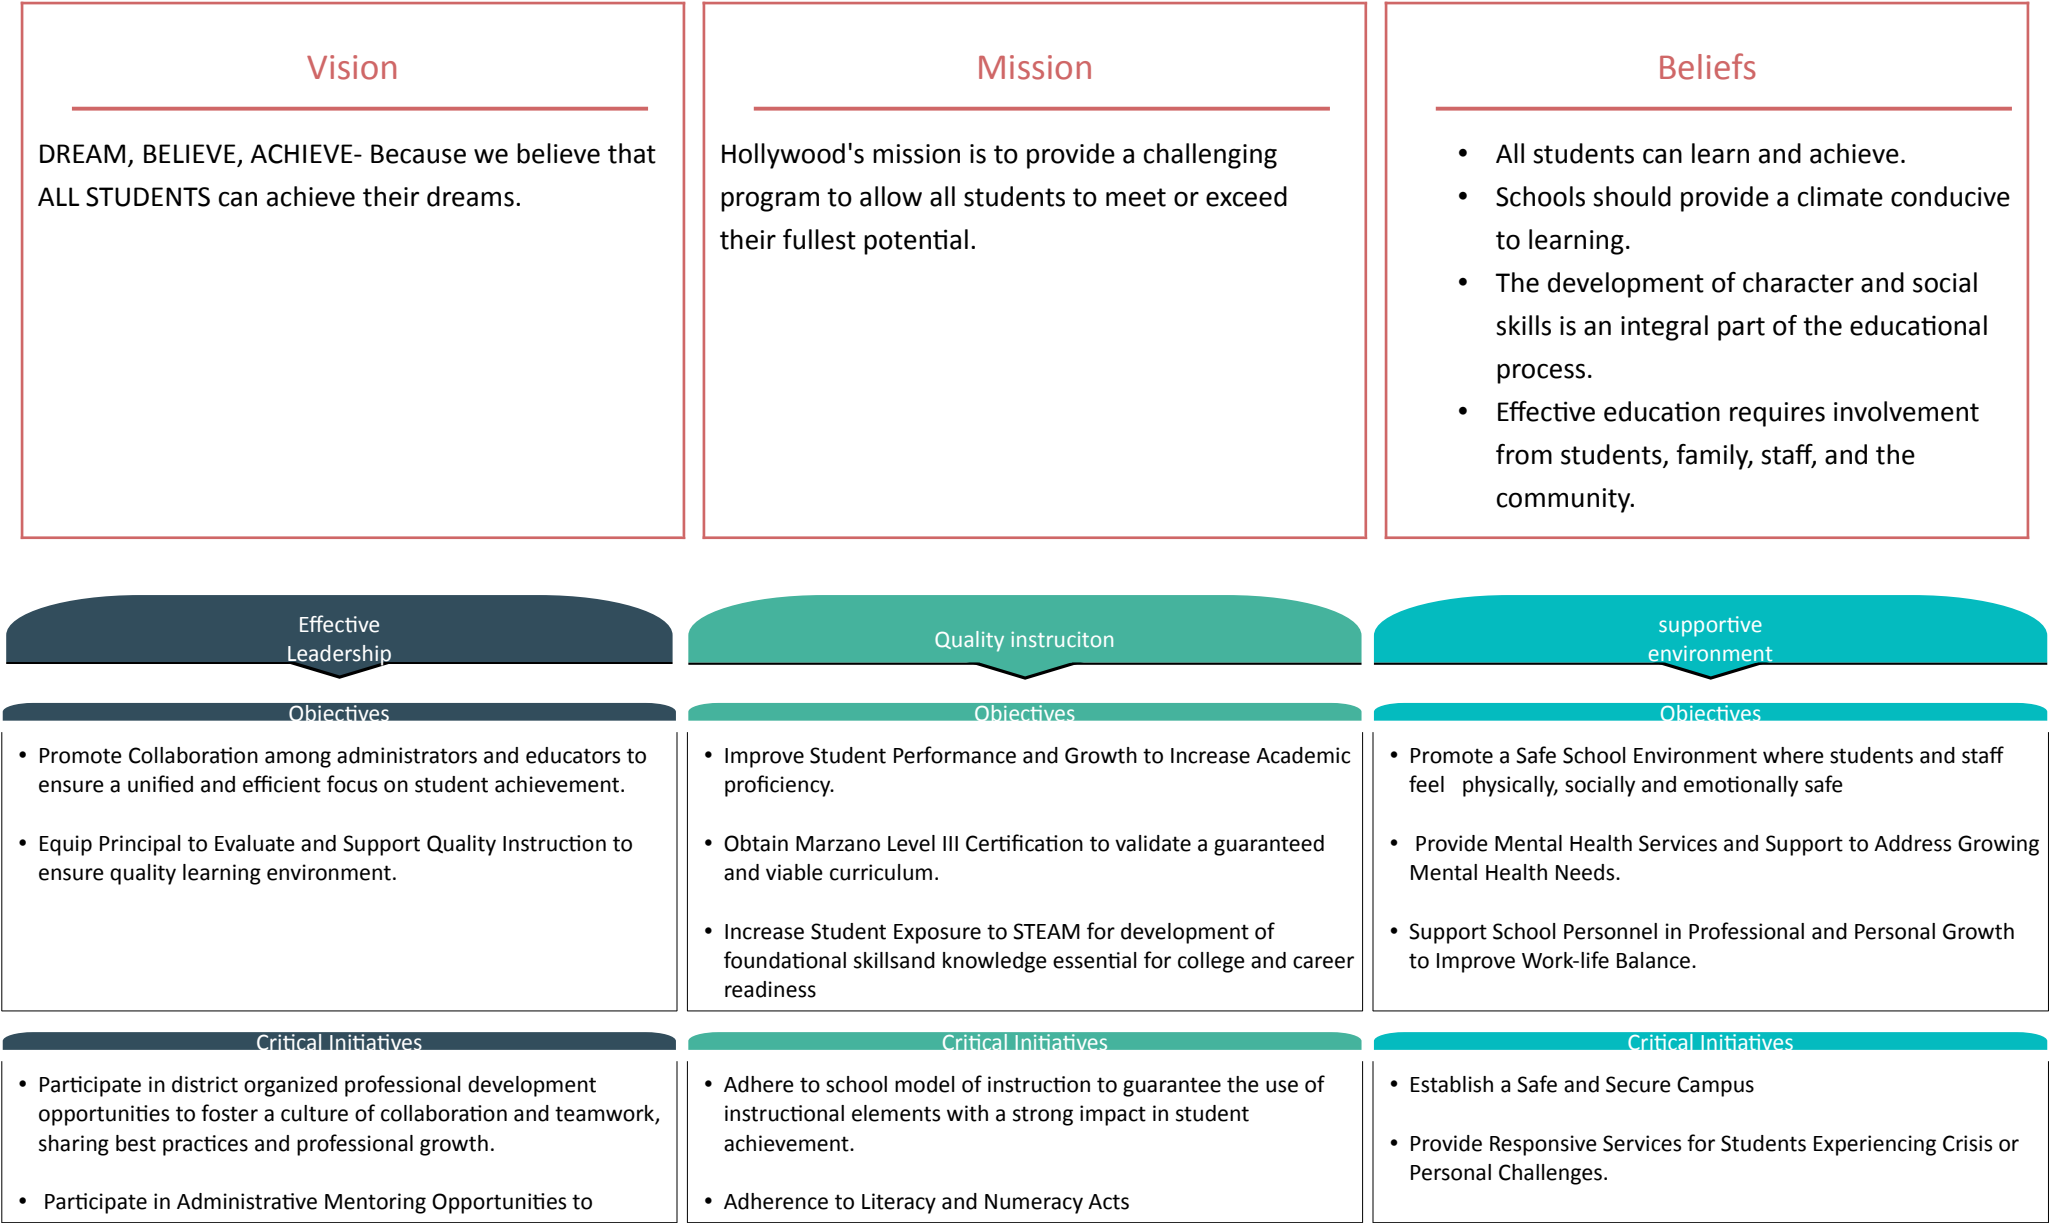 Vision
DREAM, BELIEVE, ACHIEVE- Because we believe that
ALL STUDENTS can achieve their dreams.
Mission
Hollywood's mission is to provide a challenging
program to allow all students to meet or exceed
their fullest potential.
Beliefs
• All students can learn and achieve.
• Schools should provide a climate conducive
to learning.
• The development of character and social
skills is an integral part of the educational
process.
• Effective education requires involvement
from students, family, staff, and the
community.
Effective
Leadership
Quality instruciton
supportive
environment
Objectives
• Promote Collaboration among administrators and educators to
ensure a unified and efficient focus on student achievement.
• Equip Principal to Evaluate and Support Quality Instruction to
ensure quality learning environment.
Objectives
• Improve Student Performance and Growth to Increase Academic
proficiency.
• Obtain Marzano Level III Certification to validate a guaranteed
and viable curriculum.
• Increase Student Exposure to STEAM for development of
foundational skillsand knowledge essential for college and career
readiness
Objectives
• Promote a Safe School Environment where students and staff
feel physically, socially and emotionally safe
• Provide Mental Health Services and Support to Address Growing
Mental Health Needs.
• Support School Personnel in Professional and Personal Growth
to Improve Work-life Balance.
Critical Initiatives
• Participate in district organized professional development
opportunities to foster a culture of collaboration and teamwork,
sharing best practices and professional growth.
• Participate in Administrative Mentoring Opportunities to
Critical Initiatives
• Adhere to school model of instruction to guarantee the use of
instructional elements with a strong impact in student
achievement.
• Adherence to Literacy and Numeracy Acts
Critical Initiatives
• Establish a Safe and Secure Campus
• Provide Responsive Services for Students Experiencing Crisis or
Personal Challenges.